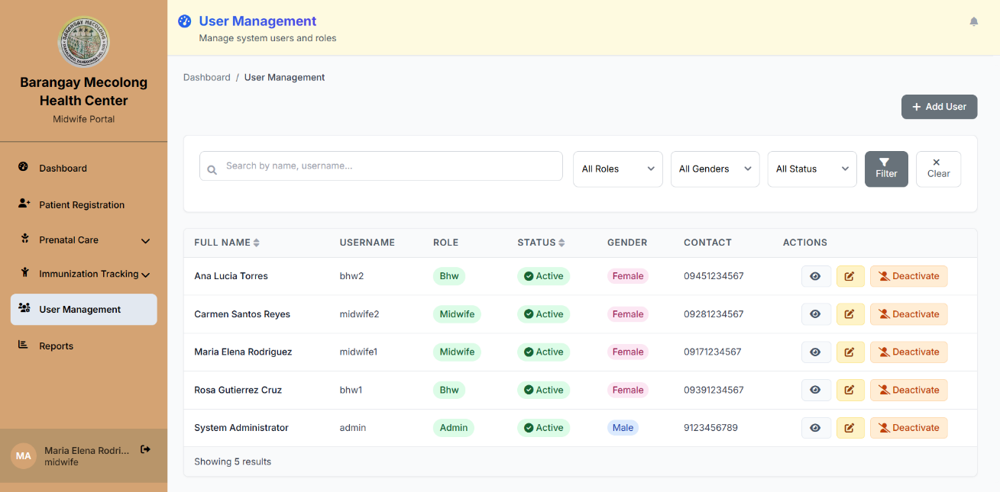 BARANGAY MECOLONG
Barangay Mecolong
Health Center
Midwife Portal
Dashboard
Patient Registration
Prenatal Care
Immunization Tracking
User Management
Reports
MA
Maria Elena Rodri...
midwife
User Management
Manage system users and roles
Dashboard / User Management
+ Add User
Search by name, username...
All Roles
All Genders
All Status
Filter
Clear
FULL NAME USERNAME ROLE STATUS GENDER CONTACT ACTIONS
Ana Lucia Torres bhw2 Bhw Active Female 09451234567 Deactivate
Carmen Santos Reyes midwife2 Midwife Active Female 09281234567 Deactivate
Maria Elena Rodriguez midwife1 Midwife Active Female 09171234567 Deactivate
Rosa Gutierrez Cruz bhw1 Bhw Active Female 09391234567 Deactivate
System Administrator admin Admin Active Male 9123456789 Deactivate
Showing 5 results